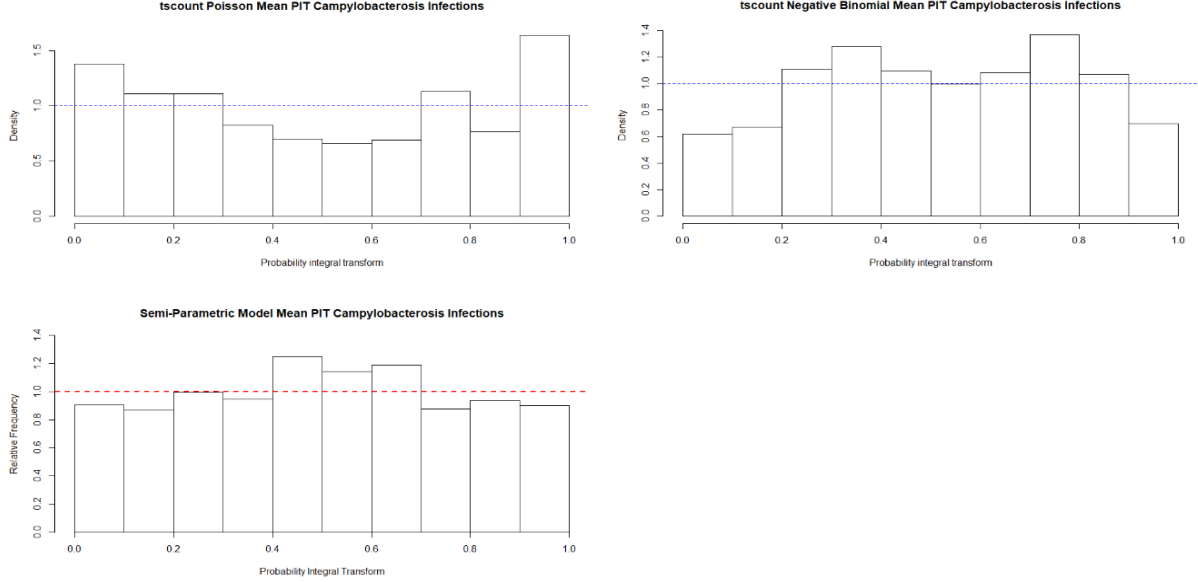 tscount Poisson Mean PIT Campylobacterosis Infections
Density
0.0 0.5 1.0 1.5
0.0 0.2 0.4 0.6 0.8 1.0
Probability integral transform
tscount Negative Binomial Mean PIT Campylobacterosis Infections
Density
0.0 0.2 0.4 0.6 0.8 1.0 1.2 1.4
0.0 0.2 0.4 0.6 0.8 1.0
Probability integral transform
Semi-Parametric Model Mean PIT Campylobacterosis Infections
Relative Frequency
0.0 0.2 0.4 0.6 0.8 1.0 1.2 1.4
0.0 0.2 0.4 0.6 0.8 1.0
Probability Integral Transform